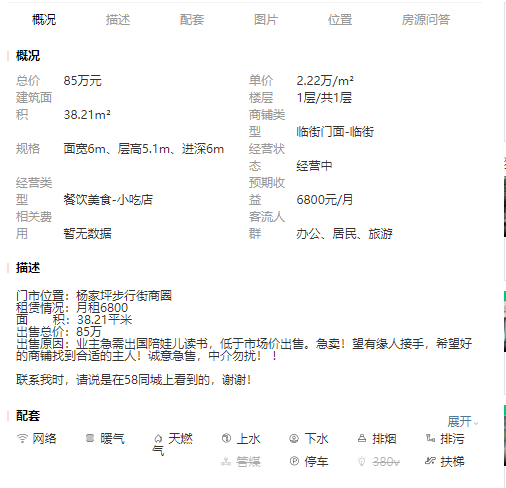 概况 描述 配套 图片 位置 房源问答
概况
总价 85万元 单价 2.22万/m²
建筑面积 38.21m² 楼层 1层/共1层
商铺类型 临街门面-临街
规格 面宽6m、层高5.1m、进深6m 经营状态 经营中
经营类型 餐饮美食-小吃店 预期收益 6800元/月
相关费用 暂无数据 客流人群 办公、居民、旅游
描述
门市位置：杨家坪步行街商圈
租赁情况：月租6800
面 积：38.21平米
出售总价：85万
出售原因：业主急需出国陪娃儿读书，低于市场价出售。急卖！望有缘人接手，希望好
的商铺找到合适的主人！诚意急售，中介勿扰！！
联系我时，请说是在58同城上看到的，谢谢！
配套
展开
网络 暖气 天燃气 上水 下水 排烟 排污
管煤 停车 380v 扶梯